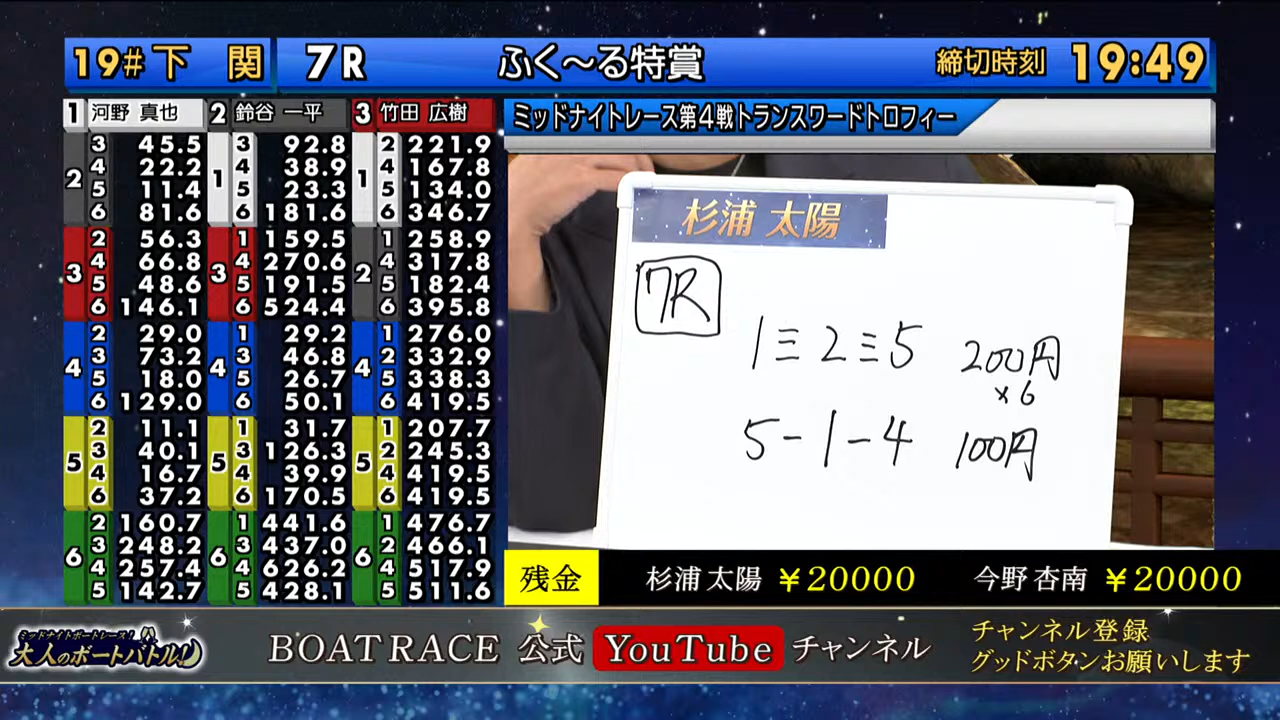 19# 下 関 7R ふく～る特賞 締切時刻 19:49
1 河野 真也 2 鈴谷 一平 3 竹田 広樹
ミッドナイトレース第4戦トランスワードトロフィー
2 3 45.5 1 3 92.8 1 2 221.9
4 22.2 4 38.9 4 167.8
5 11.4 5 23.3 5 134.0
6 81.6 6 181.6 6 346.7
3 2 56.3 3 1 159.5 2 1 258.9
4 66.8 4 270.6 4 317.8
5 48.6 5 191.5 5 182.4
6 146.1 6 524.4 6 395.8
4 2 29.0 4 1 29.2 4 1 276.0
3 73.2 3 46.8 2 332.9
5 18.0 5 26.7 5 338.3
6 129.0 6 50.1 6 419.5
5 2 11.1 5 1 31.7 5 1 207.7
3 40.1 3 126.3 2 245.3
4 16.7 4 39.9 4 419.5
6 37.2 6 170.5 6 419.5
6 2 160.7 6 1 441.6 6 1 476.7
3 248.2 3 437.0 2 466.1
4 257.4 4 626.2 4 517.9
5 142.7 5 428.1 5 511.6
杉浦 太陽
7R
1≡2≡5 200円
×6
5-1-4 100円
残金 杉浦 太陽 ￥20000 今野 杏南 ￥20000
ミッドナイトボートレース!
大人のボートバトル!
BOAT RACE 公式 YouTube チャンネル
チャンネル登録
グッドボタンお願いします